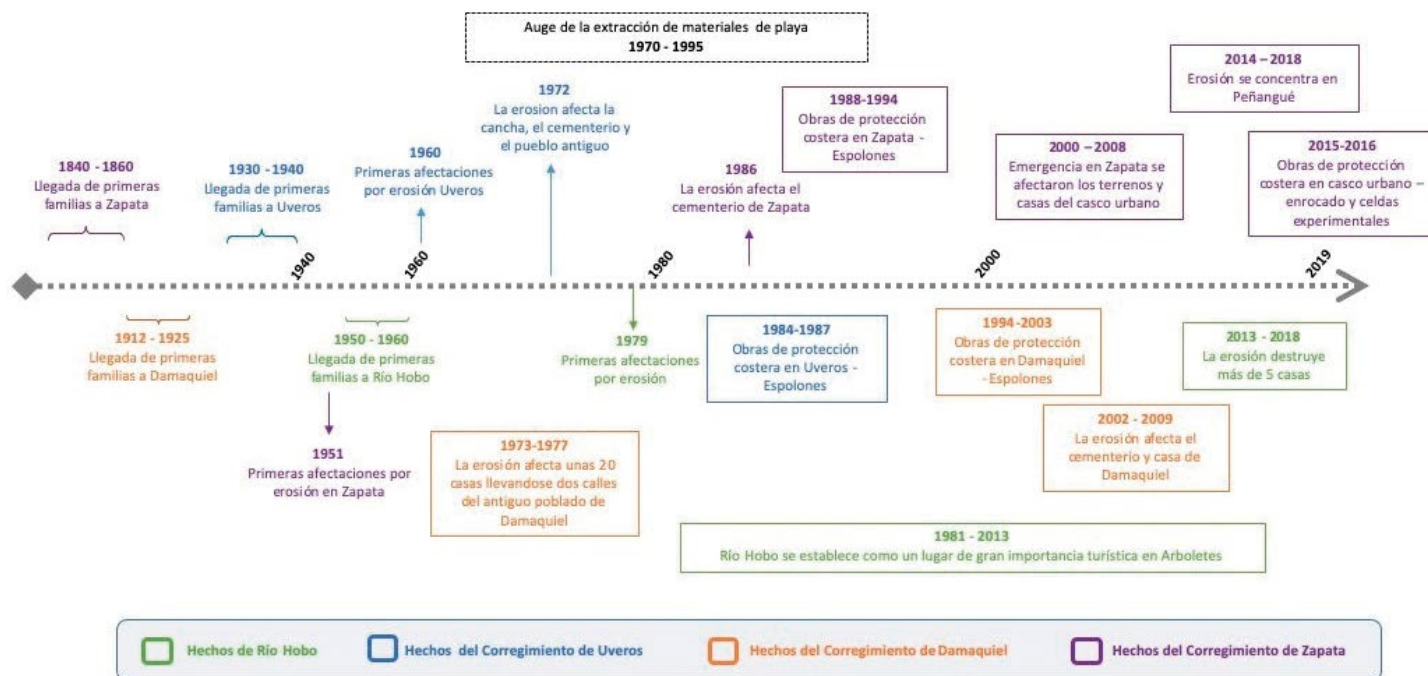 Auge de la extracción de materiales de playa
1970 - 1995
2014 – 2018
Erosión se concentra en
Peñangué
1972
La erosion afecta la
cancha, el cementerio y
el pueblo antiguo
1988-1994
Obras de protección
costera en Zapata -
Espolones
2000 – 2008
Emergencia en Zapata se
afectaron los terrenos y
casas del casco urbano
2015-2016
Obras de protección
costera en casco urbano –
enrocado y celdas
experimentales
1840 - 1860
Llegada de primeras
familias a Zapata
1930 - 1940
Llegada de primeras
familias a Uveros
1960
Primeras afectaciones
por erosión Uveros
1986
La erosión afecta el
cementerio de Zapata
1940
1960
1980
2000
2019
1912 - 1925
Llegada de primeras
familias a Damaquiel
1950 - 1960
Llegada de primeras
familias a Río Hobo
1979
Primeras afectaciones
por erosión
1984-1987
Obras de protección
costera en Uveros -
Espolones
1994-2003
Obras de protección
costera en Damaquiel
- Espolones
2013 - 2018
La erosión destruye
más de 5 casas
1951
Primeras afectaciones por
erosión en Zapata
1973-1977
La erosión afecta unas 20
casas llevandose dos calles
del antiguo poblado de
Damaquiel
2002 - 2009
La erosión afecta el
cementerio y casa de
Damaquiel
1981 - 2013
Río Hobo se establece como un lugar de gran importancia turística en Arboletes
Hechos de Río Hobo
Hechos del Corregimiento de Uveros
Hechos del Corregimiento de Damaquiel
Hechos del Corregimiento de Zapata